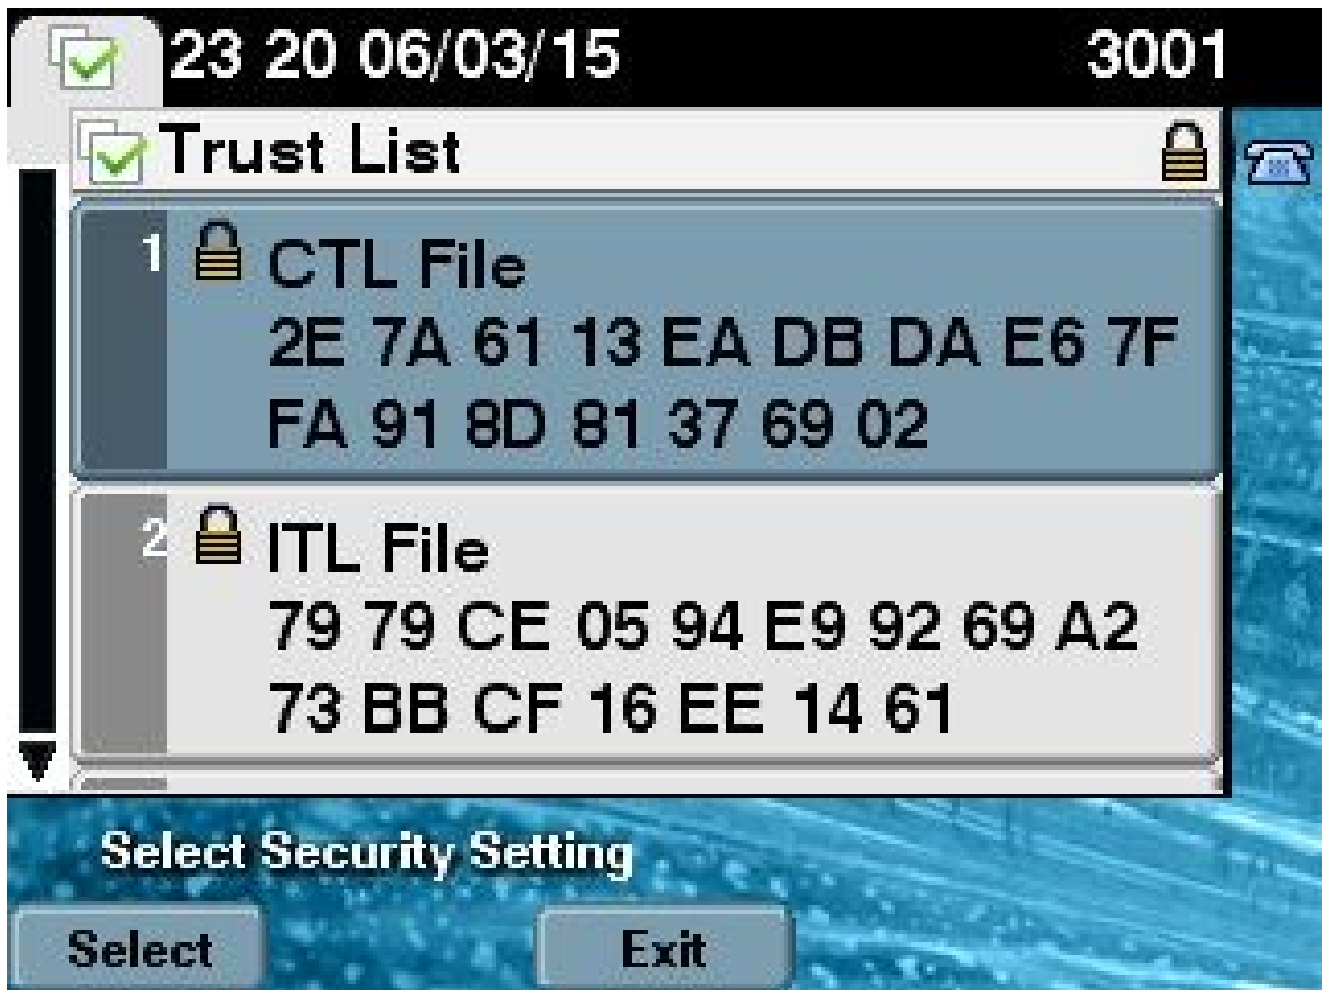 23 20 06/03/15 3001
Trust List
1 CTL File
2E 7A 61 13 EA DB DA E6 7F
FA 91 8D 81 37 69 02
2 ITL File
79 79 CE 05 94 E9 92 69 A2
73 BB CF 16 EE 14 61
Select Security Setting
Select Exit